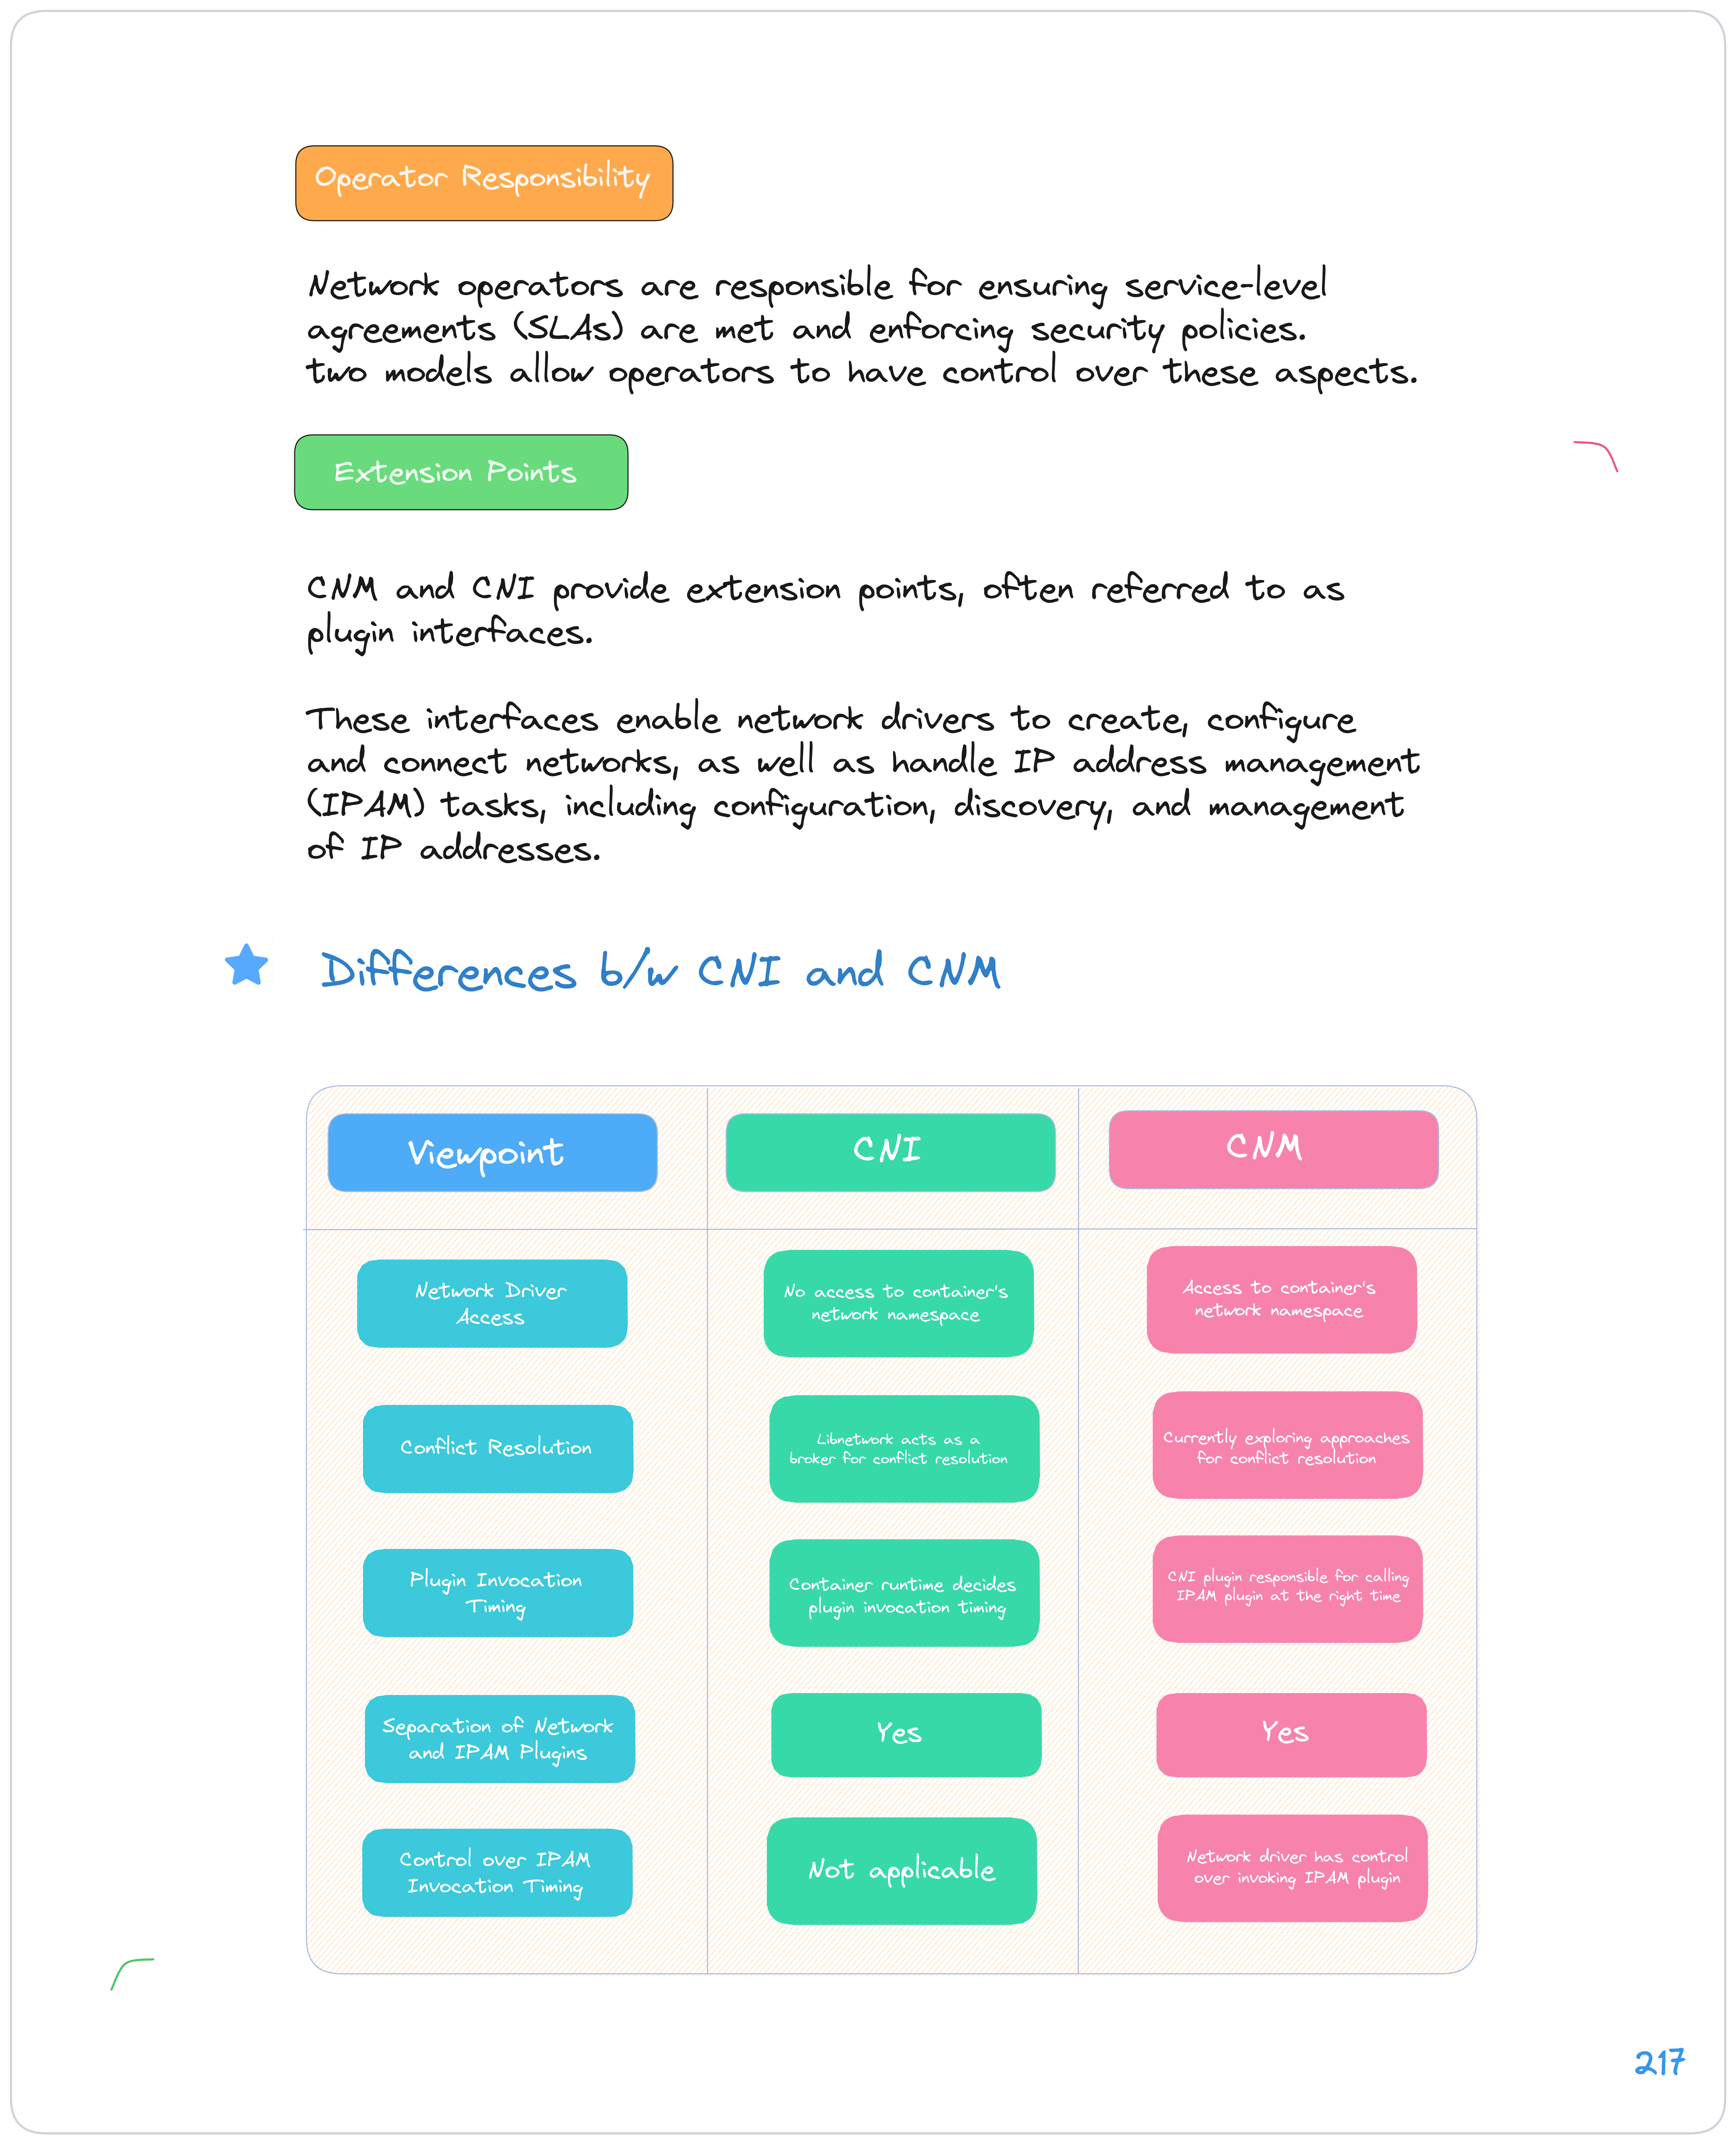 Operator Responsibility
Network operators are responsible for ensuring service-level
agreements (SLAs) are met and enforcing security policies.
two models allow operators to have control over these aspects.
Extension Points
CNM and CNI provide extension points, often referred to as
plugin interfaces.
These interfaces enable network drivers to create, configure
and connect networks, as well as handle IP address management
(IPAM) tasks, including configuration, discovery, and management
of IP addresses.
Differences b/w CNI and CNM
Viewpoint
CNI
CNM
Network Driver
Access
No access to container's
network namespace
Access to container's
network namespace
Conflict Resolution
Libnetwork acts as a
broker for conflict resolution
Currently exploring approaches
for conflict resolution
Plugin Invocation
Timing
Container runtime decides
plugin invocation timing
CNI plugin responsible for calling
IPAM plugin at the right time
Separation of Network
and IPAM Plugins
Yes
Yes
Control over IPAM
Invocation Timing
Not applicable
Network driver has control
over invoking IPAM plugin
217